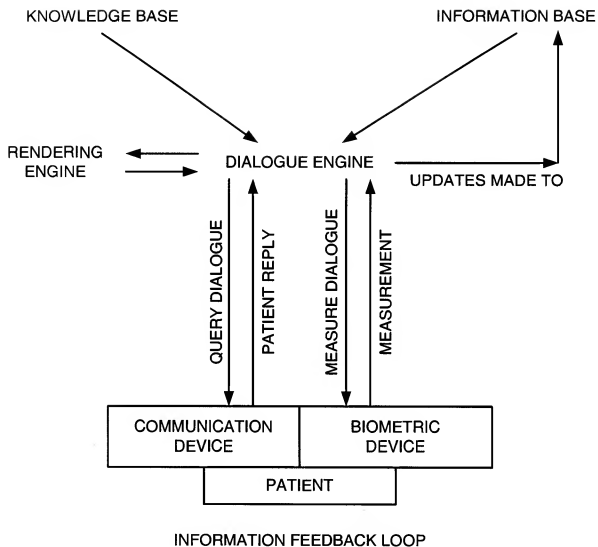 KNOWLEDGE BASE
INFORMATION BASE
RENDERING
ENGINE
DIALOGUE ENGINE
UPDATES MADE TO
QUERY DIALOGUE
PATIENT REPLY
MEASURE DIALOGUE
MEASUREMENT
COMMUNICATION
DEVICE
BIOMETRIC
DEVICE
PATIENT
INFORMATION FEEDBACK LOOP